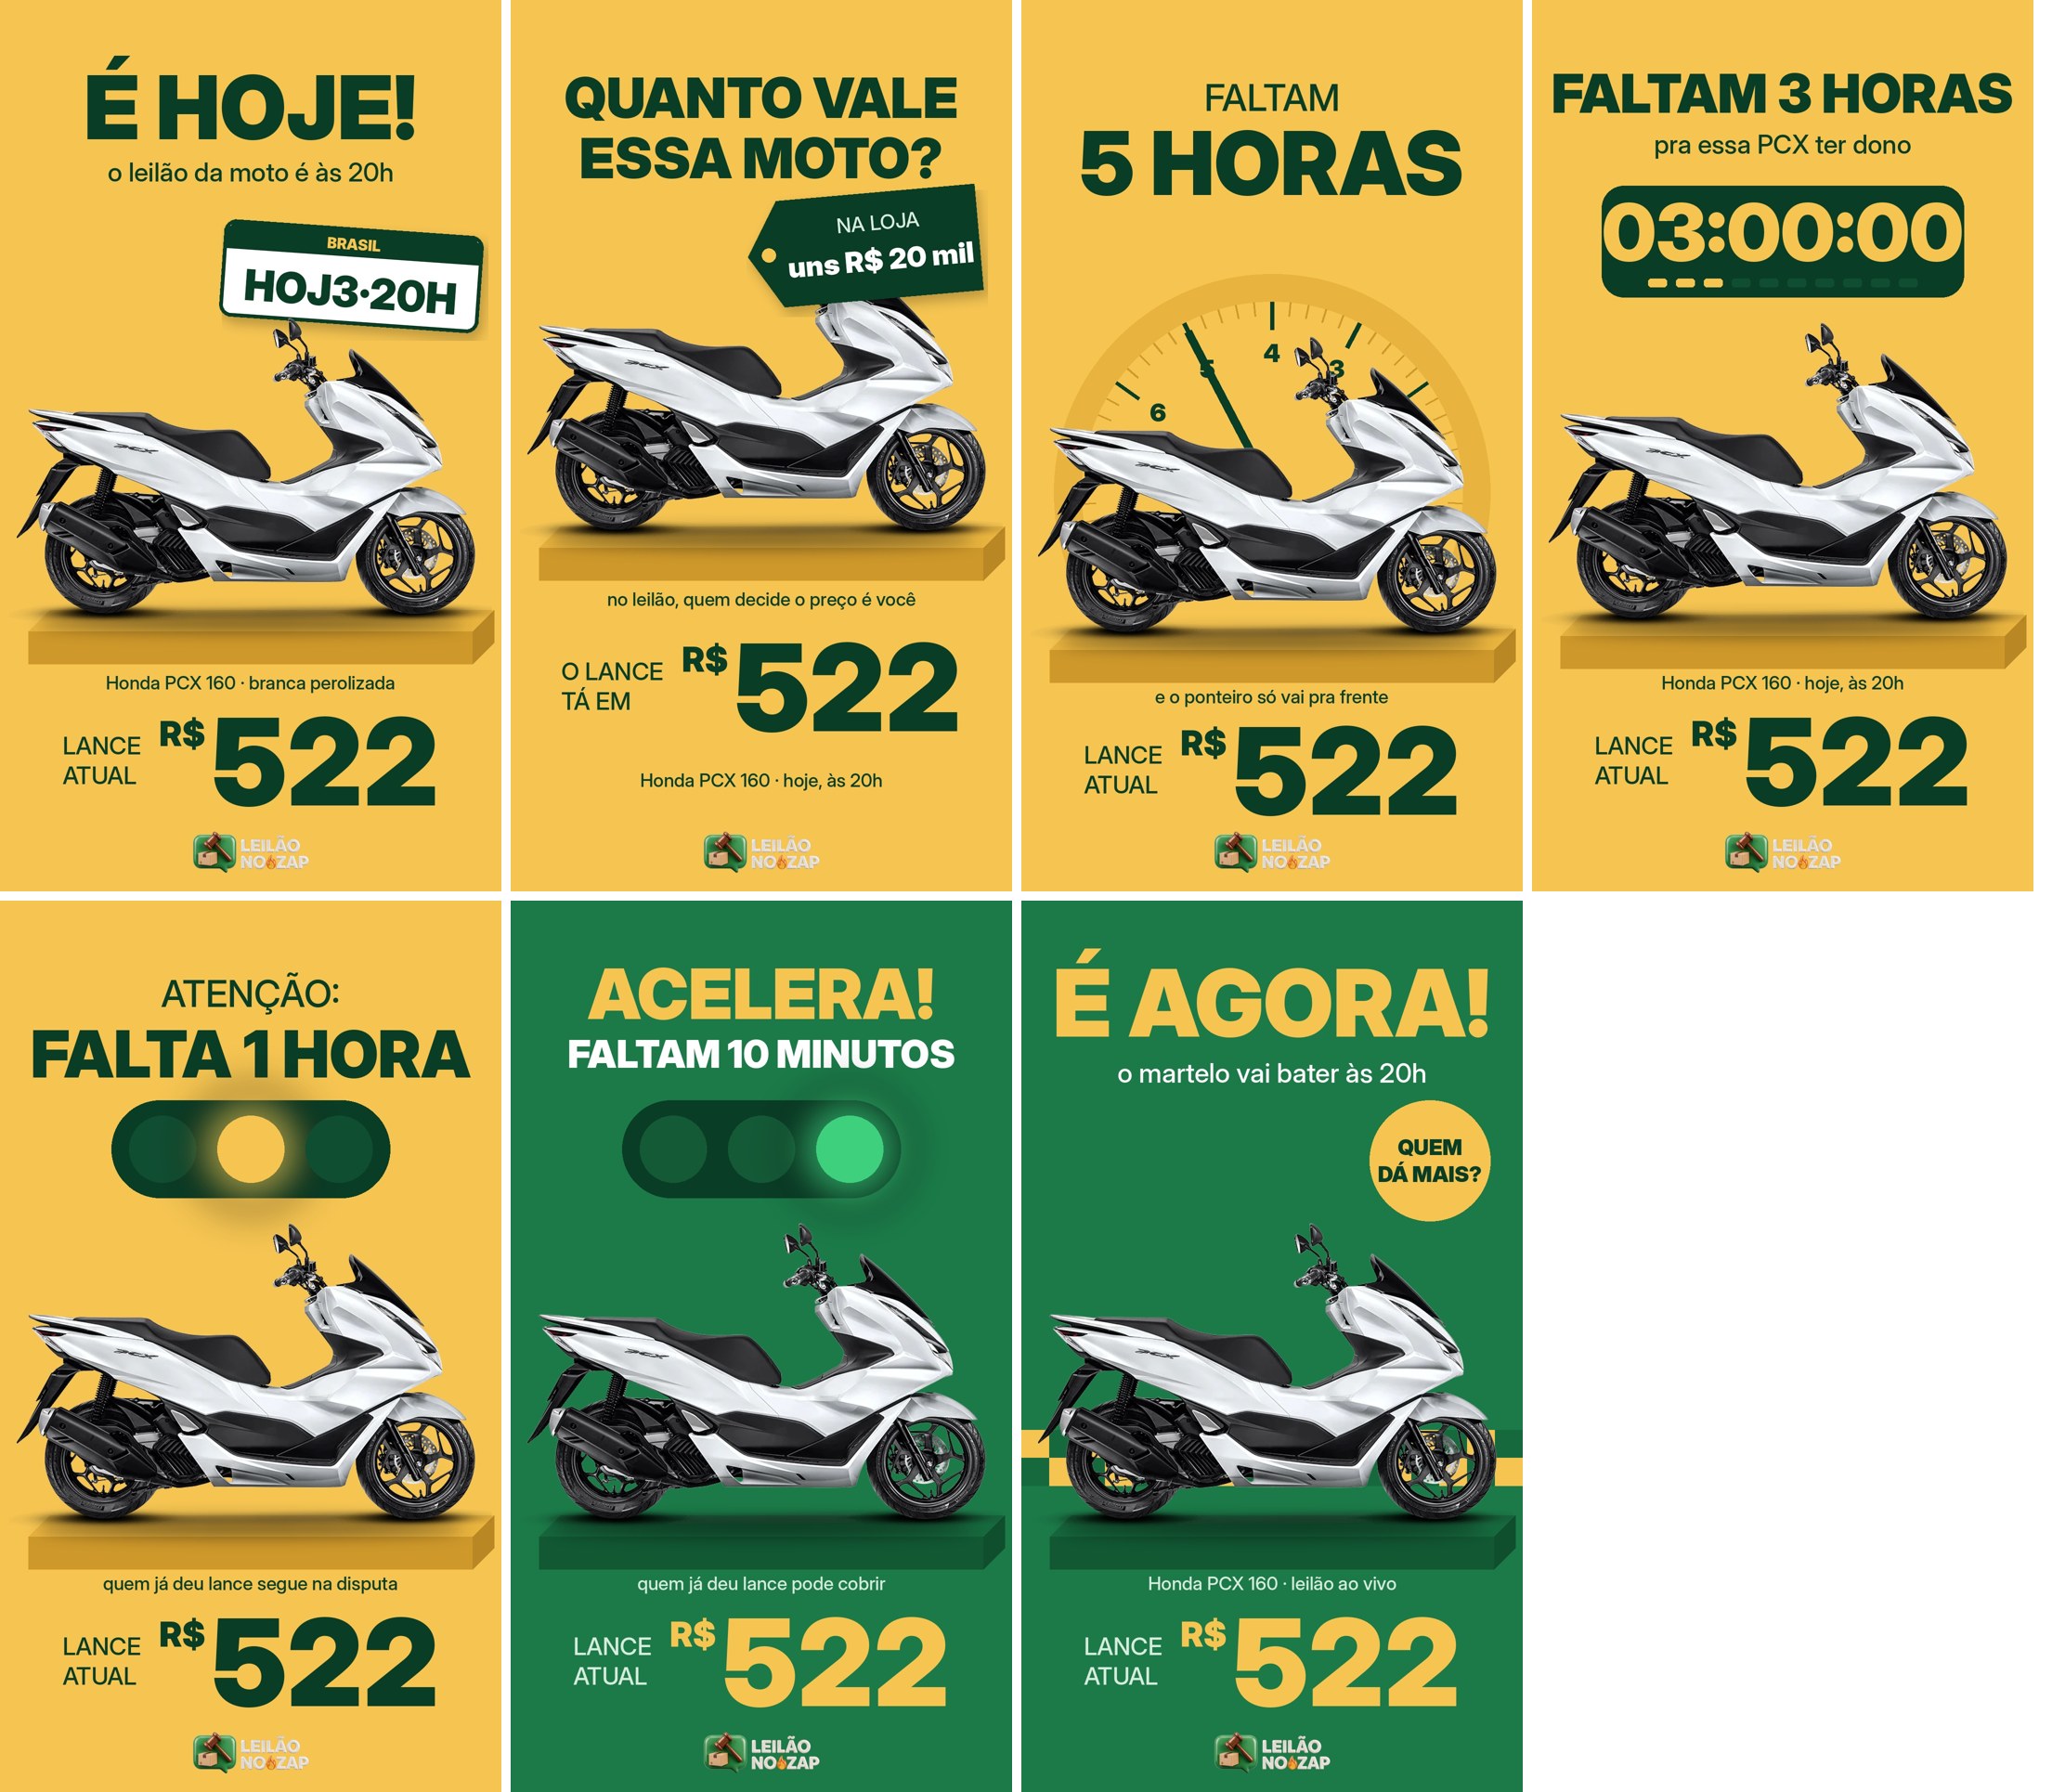 É HOJE!
o leilão da moto é às 20h
BRASIL
HOJ3·20H
PCX
Honda PCX 160 · branca perolizada
LANCE
ATUAL
R$ 522
LEILÃO
NO ZAP
QUANTO VALE
ESSA MOTO?
NA LOJA
uns R$ 20 mil
PCX
no leilão, quem decide o preço é você
O LANCE
TÁ EM
R$ 522
Honda PCX 160 · hoje, às 20h
LEILÃO
NO ZAP
FALTAM
5 HORAS
6 5 4 3
PCX
e o ponteiro só vai pra frente
LANCE
ATUAL
R$ 522
LEILÃO
NO ZAP
FALTAM 3 HORAS
pra essa PCX ter dono
03:00:00
PCX
Honda PCX 160 · hoje, às 20h
LANCE
ATUAL
R$ 522
LEILÃO
NO ZAP
ATENÇÃO:
FALTA 1 HORA
PCX
quem já deu lance segue na disputa
LANCE
ATUAL
R$ 522
LEILÃO
NO ZAP
ACELERA!
FALTAM 10 MINUTOS
PCX
quem já deu lance pode cobrir
LANCE
ATUAL
R$ 522
LEILÃO
NO ZAP
É AGORA!
o martelo vai bater às 20h
QUEM
DÁ MAIS?
PCX
Honda PCX 160 · leilão ao vivo
LANCE
ATUAL
R$ 522
LEILÃO
NO ZAP